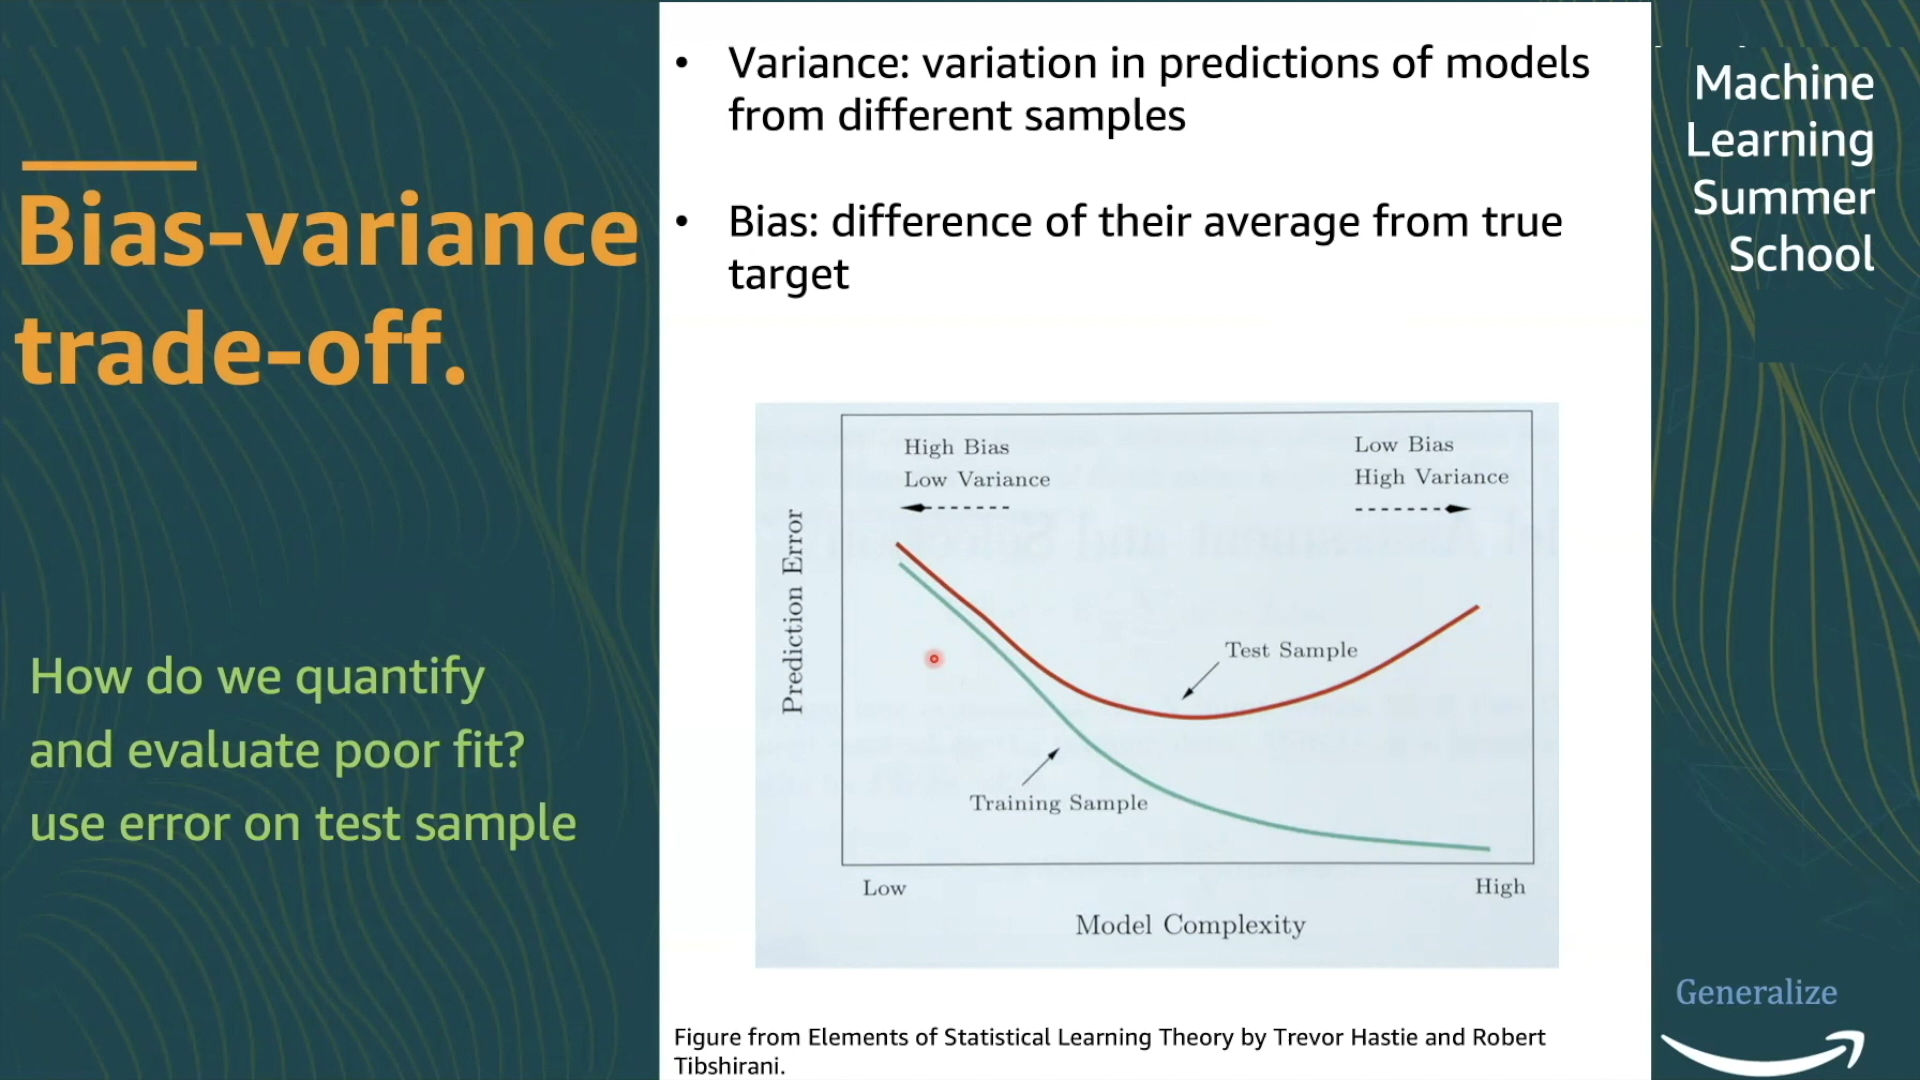 Bias-variance
trade-off.
How do we quantify
and evaluate poor fit?
use error on test sample
• Variance: variation in predictions of models
from different samples
• Bias: difference of their average from true
target
High Bias
Low Variance
Low Bias
High Variance
Prediction Error
Test Sample
Training Sample
Low
High
Model Complexity
Figure from Elements of Statistical Learning Theory by Trevor Hastie and Robert
Tibshirani.
Machine
Learning
Summer
School
Generalize